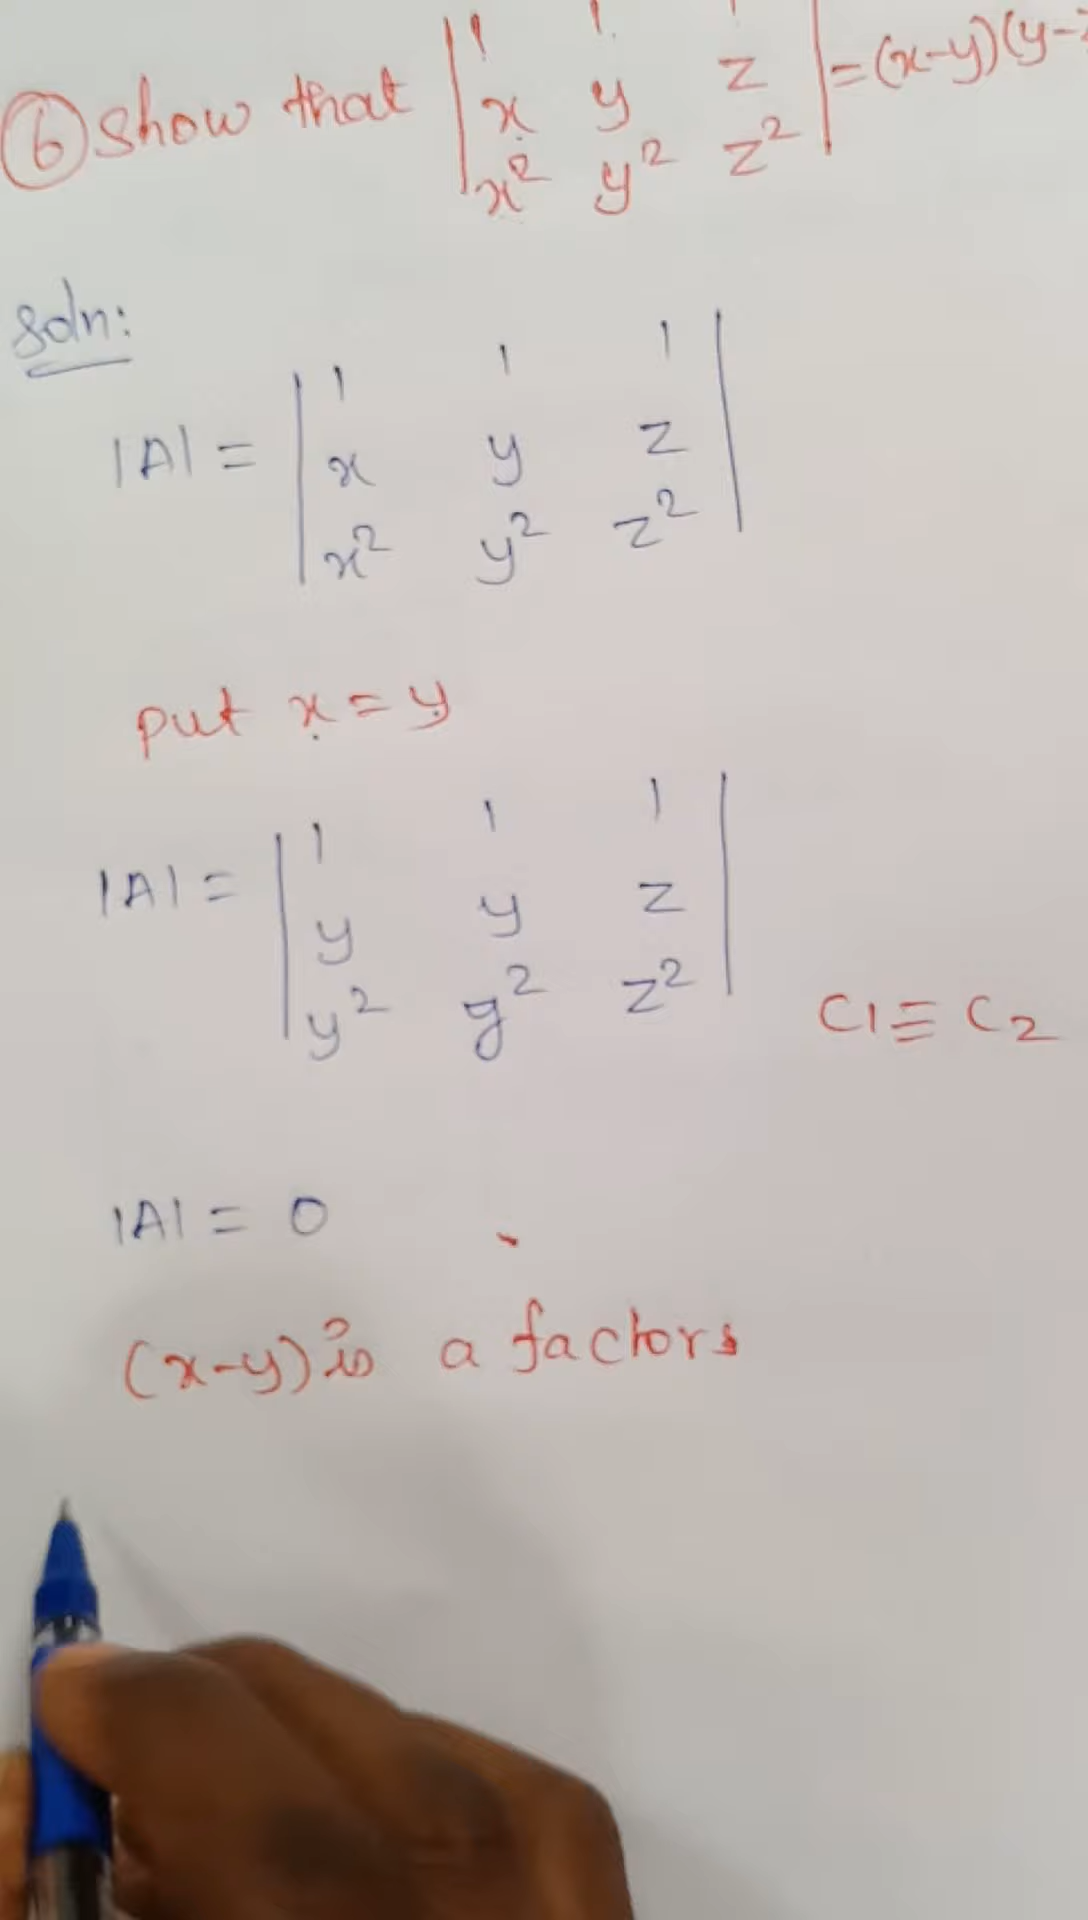 1 1 1
⑥ Show that | x y z | = (x-y)(y-
x² y² z²
Soln:
1 1 1
|A| = | x y z |
x² y² z²
put x = y
1 1 1
|A| = | y y z |
y² y² z²
C1 ≡ C2
|A| = 0
(x-y) is a factors